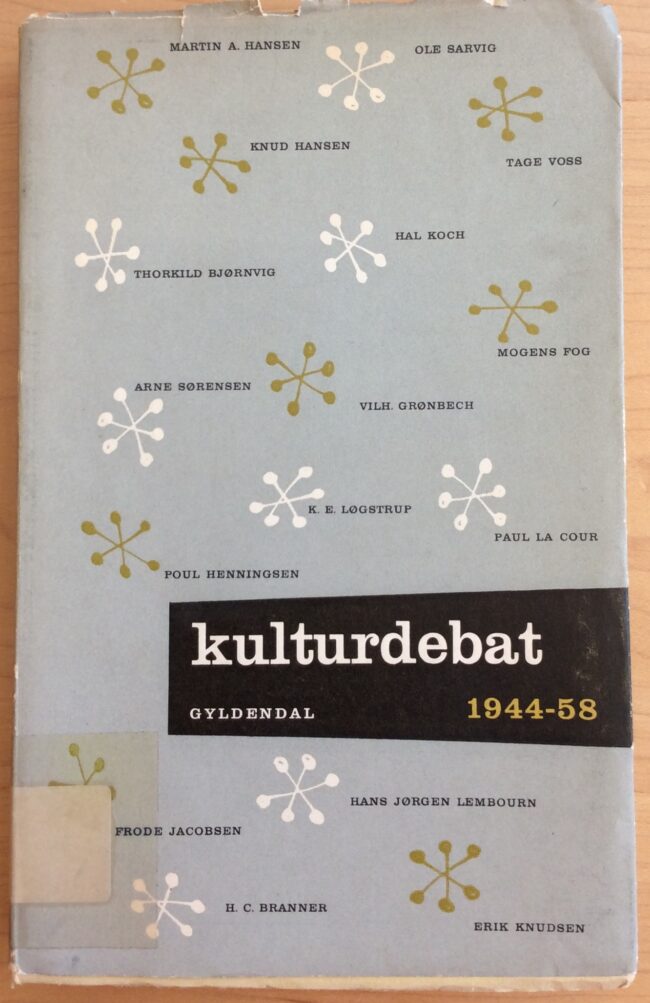 MARTIN A. HANSEN
OLE SARVIG
KNUD HANSEN
TAGE VOSS
HAL KOCH
THORKILD BJØRNVIG
MOGENS FOG
ARNE SØRENSEN
VILH. GRØNBECH
K. E. LØGSTRUP
PAUL LA COUR
POUL HENNINGSEN
kulturdebat
GYLDENDAL 1944-58
HANS JØRGEN LEMBOURN
FRODE JACOBSEN
H. C. BRANNER
ERIK KNUDSEN